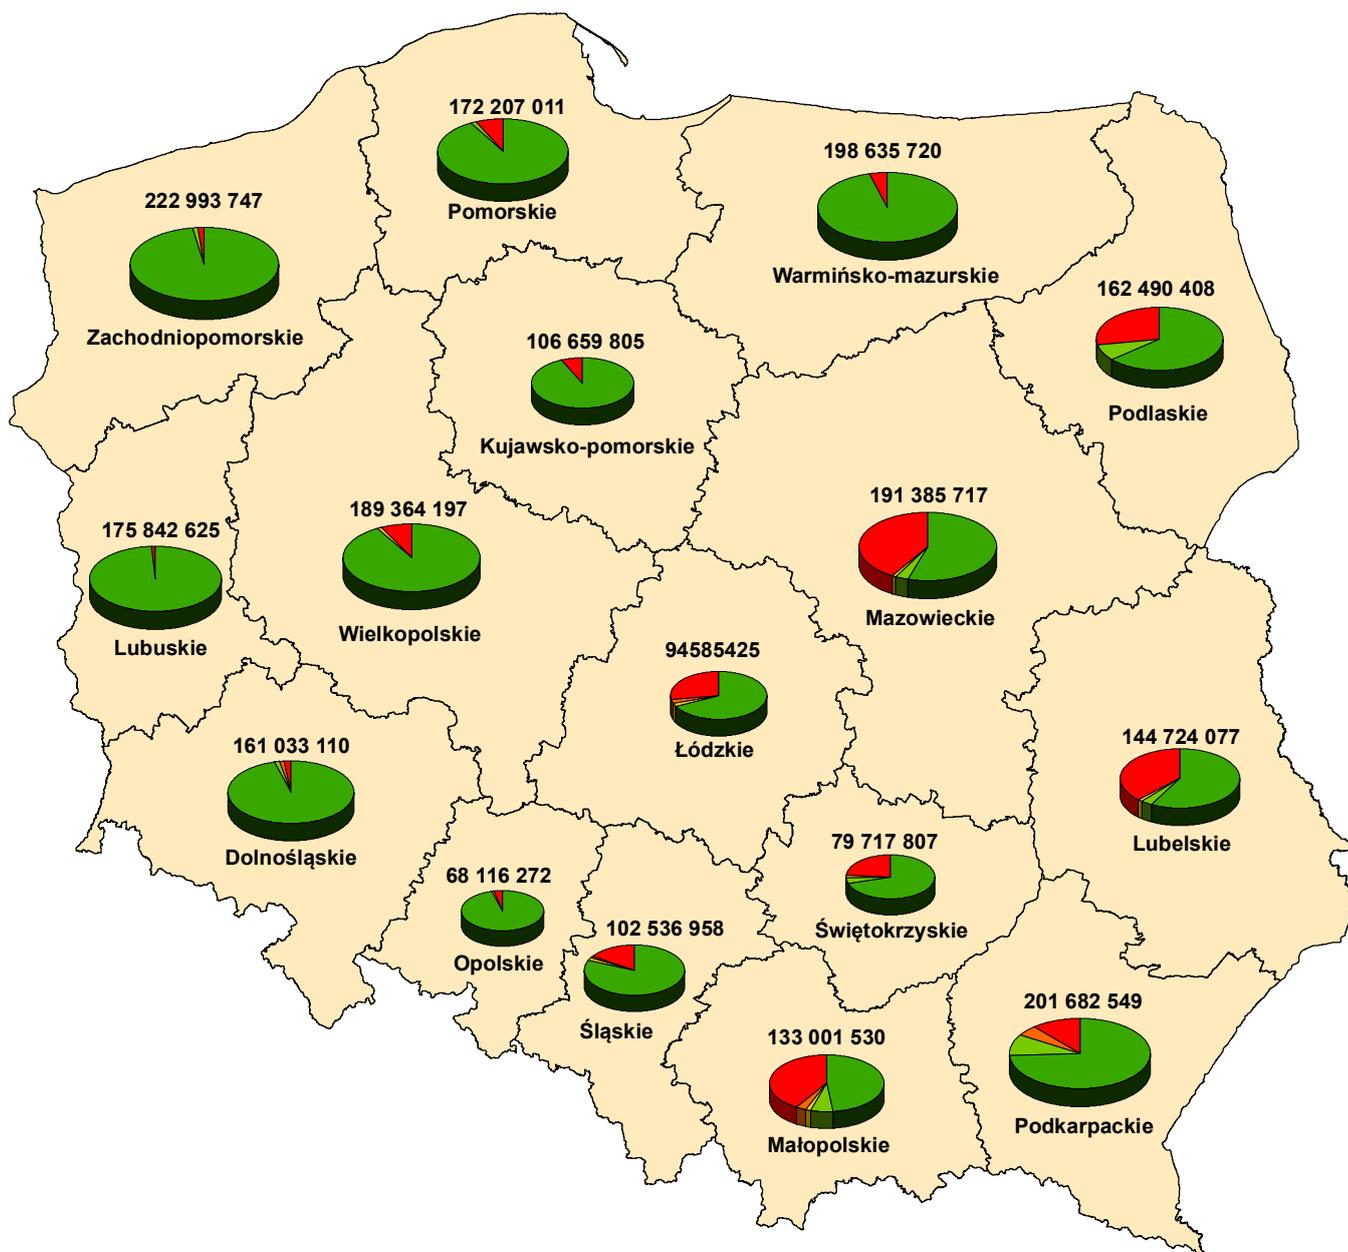 172 207 011
Pomorskie
198 635 720
Warmińsko-mazurskie
222 993 747
Zachodniopomorskie
162 490 408
Podlaskie
106 659 805
Kujawsko-pomorskie
189 364 197
Wielkopolskie
191 385 717
Mazowieckie
175 842 625
Lubuskie
94585425
Łódzkie
161 033 110
Dolnośląskie
144 724 077
Lubelskie
79 717 807
Świętokrzyskie
68 116 272
Opolskie
102 536 958
Śląskie
201 682 549
Podkarpackie
133 001 530
Małopolskie